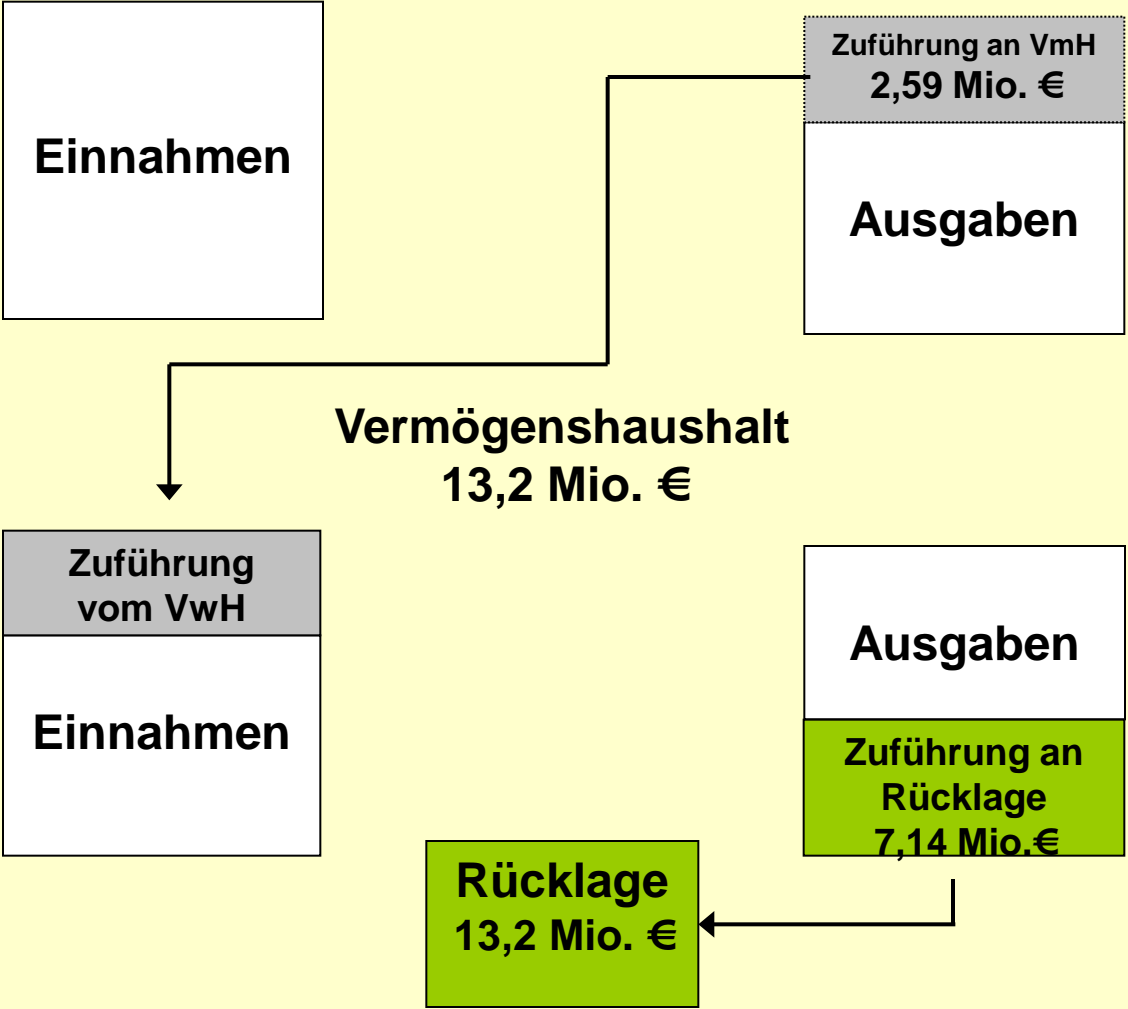 Einnahmen
Zuführung an VmH
2,59 Mio. €
Ausgaben
Vermögenshaushalt
13,2 Mio. €
Zuführung
vom VwH
Einnahmen
Ausgaben
Zuführung an
Rücklage
7,14 Mio.€
Rücklage
13,2 Mio. €